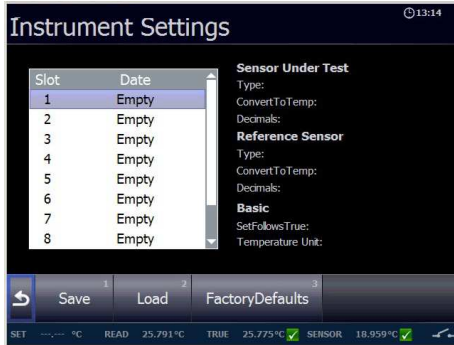 13:14
Instrument Settings
Slot Date
1 Empty
2 Empty
3 Empty
4 Empty
5 Empty
6 Empty
7 Empty
8 Empty
Sensor Under Test
Type:
ConvertToTemp:
Decimals:
Reference Sensor
Type:
ConvertToTemp:
Decimals:
Basic
SetFollowsTrue:
Temperature Unit:
Save 1
Load 2
FactoryDefaults 3
SET ---,--- °C READ 25.791°C TRUE 25.775°C SENSOR 18.959°C